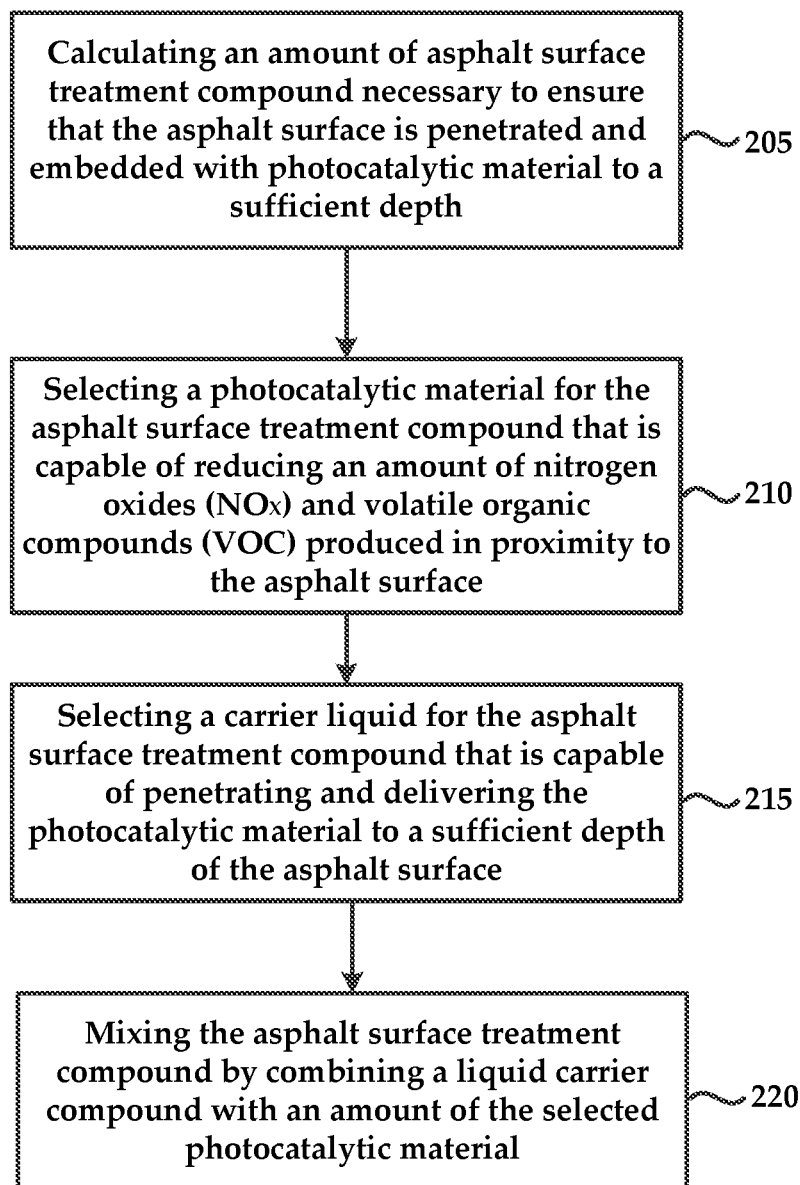 Calculating an amount of asphalt surface
treatment compound necessary to ensure
that the asphalt surface is penetrated and
embedded with photocatalytic material to a
sufficient depth
205
Selecting a photocatalytic material for the
asphalt surface treatment compound that is
capable of reducing an amount of nitrogen
oxides (NOx) and volatile organic
compounds (VOC) produced in proximity to
the asphalt surface
210
Selecting a carrier liquid for the asphalt
surface treatment compound that is capable
of penetrating and delivering the
photocatalytic material to a sufficient depth
of the asphalt surface
215
Mixing the asphalt surface treatment
compound by combining a liquid carrier
compound with an amount of the selected
photocatalytic material
220